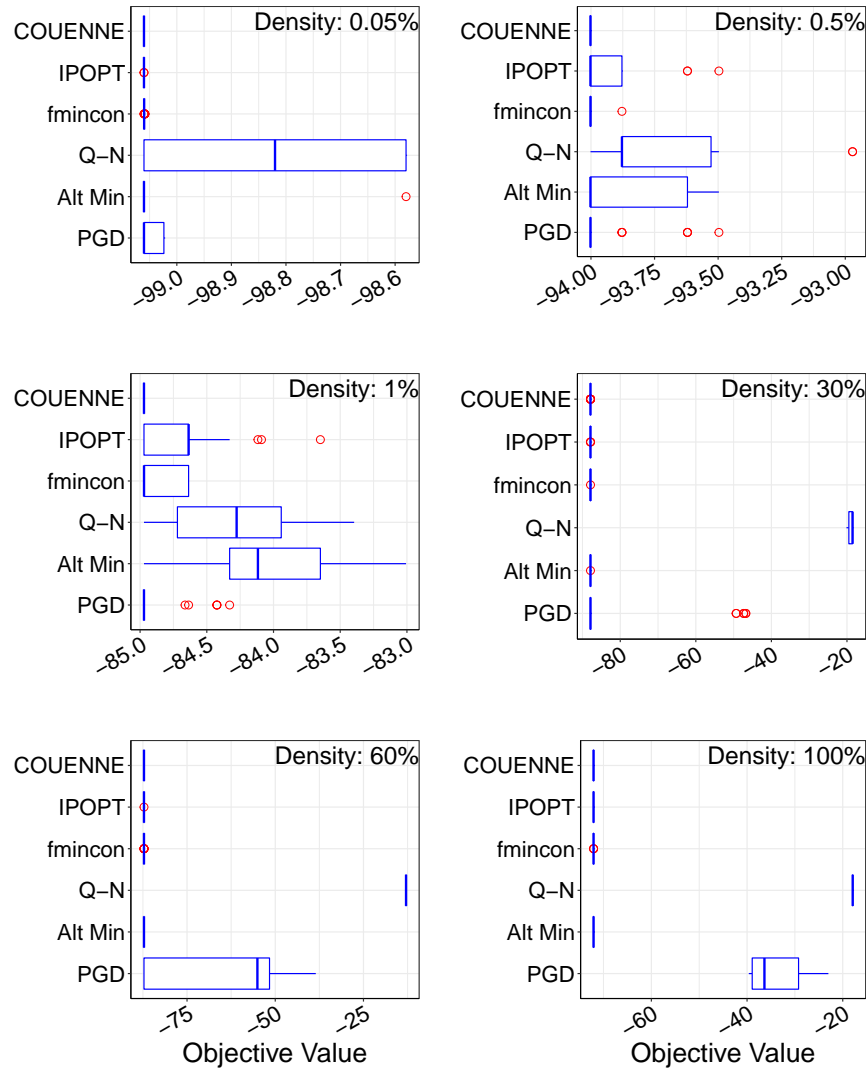 Density: 0.05%
COUENNE
IPOPT
fmincon
Q−N
Alt Min
PGD
−99.0
−98.9
−98.8
−98.7
−98.6
Density: 0.5%
COUENNE
IPOPT
fmincon
Q−N
Alt Min
PGD
−94.00
−93.75
−93.50
−93.25
−93.00
Density: 1%
COUENNE
IPOPT
fmincon
Q−N
Alt Min
PGD
−85.0
−84.5
−84.0
−83.5
−83.0
Density: 30%
COUENNE
IPOPT
fmincon
Q−N
Alt Min
PGD
−80
−60
−40
−20
Density: 60%
COUENNE
IPOPT
fmincon
Q−N
Alt Min
PGD
−75
−50
−25
Objective Value
Density: 100%
COUENNE
IPOPT
fmincon
Q−N
Alt Min
PGD
−60
−40
−20
Objective Value